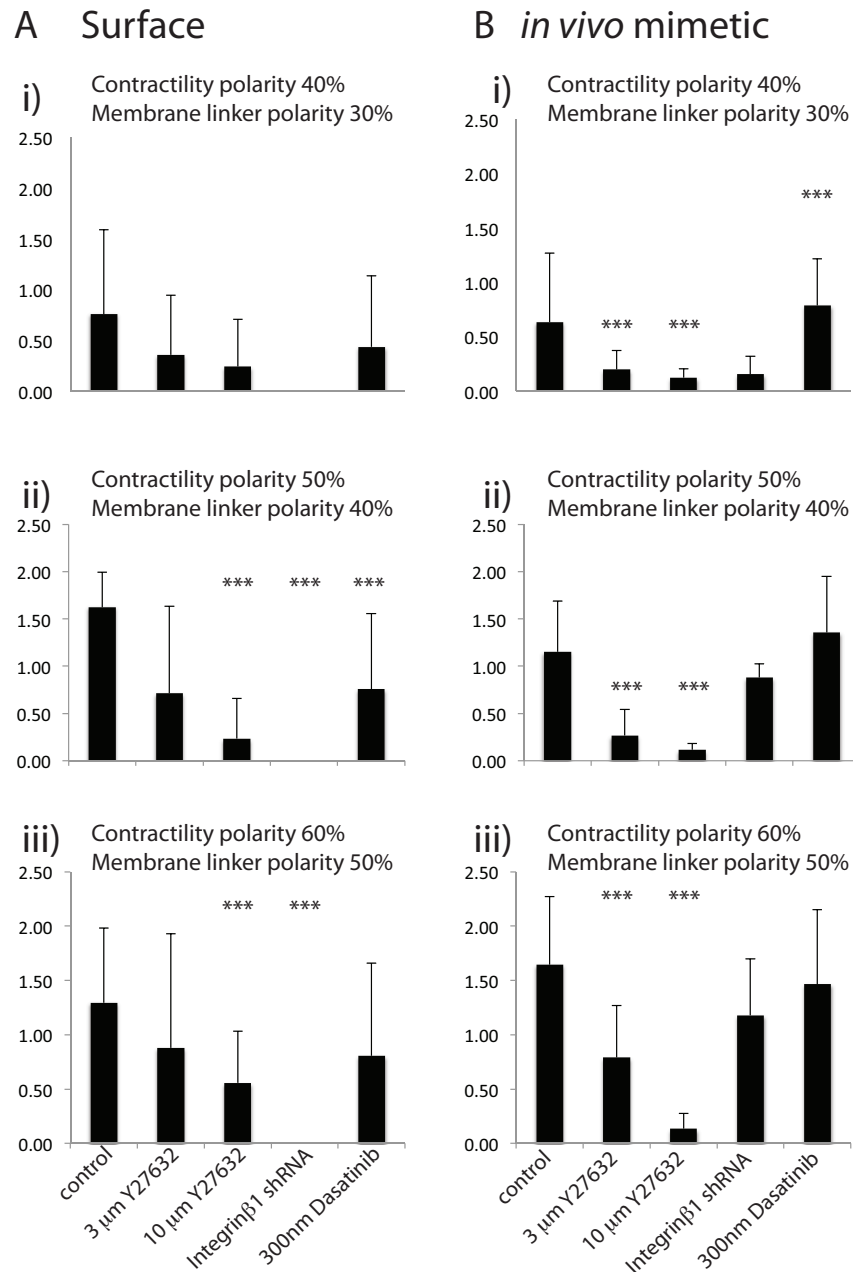 A Surface
i) Contractility polarity 40%
Membrane linker polarity 30%
2.50
2.00
1.50
1.00
0.50
0.00
ii) Contractility polarity 50%
Membrane linker polarity 40%
2.50
2.00
*** *** ***
1.50
1.00
0.50
0.00
iii) Contractility polarity 60%
Membrane linker polarity 50%
2.50
*** ***
2.00
1.50
1.00
0.50
0.00
control
3 μm Y27632
10 μm Y27632
Integrinβ1 shRNA
300nm Dasatinib
B in vivo mimetic
i) Contractility polarity 40%
Membrane linker polarity 30%
2.50
2.00
***
1.50
1.00
*** ***
0.50
0.00
ii) Contractility polarity 50%
Membrane linker polarity 40%
2.50
2.00
1.50
1.00
*** ***
0.50
0.00
iii) Contractility polarity 60%
Membrane linker polarity 50%
2.50
*** ***
2.00
1.50
1.00
0.50
0.00
control
3 μm Y27632
10 μm Y27632
Integrinβ1 shRNA
300nm Dasatinib